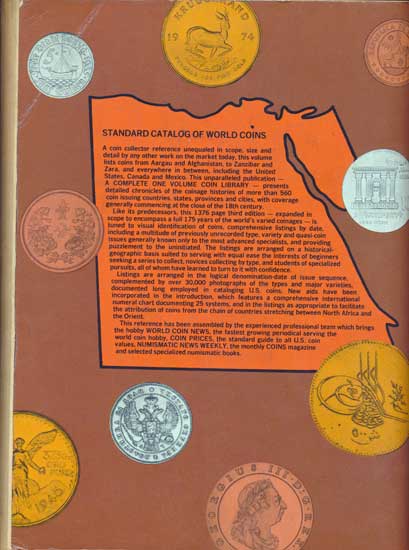 KRUGERRAND
1974
FYNGOUD 1 OZ FINE GOLD
STANDARD CATALOG OF WORLD COINS
A coin collector reference unequaled in scope, size and
detail by any other work on the market today, this volume
lists coins from Aargau and Afghanistan, to Zanzibar and
Zara, and everywhere in between, including the United
States, Canada and Mexico. This unparalleled publication —
A COMPLETE ONE VOLUME COIN LIBRARY — presents
detailed chronicles of the coinage histories of more than 560
coin issuing countries, states, provinces and cities, with coverage
generally commencing at the close of the 18th century.
Like its predecessors, this 1376 page third edition — expanded in
scope to encompass a full 175 years of the world's varied coinages — is
tuned to visual identification of coins, comprehensive listings by date,
including a multitude of previously unrecorded type, variety and quasi-coin
issues generally known only to the most advanced specialists, and providing
puzzlement to the uninitiated. The listings are arranged on a historical-
geographic basis suited to serving with equal ease the interests of beginners
seeking a series to collect, novices collecting by type, and students of specialized
pursuits, all of whom have learned to turn to it with confidence.
Listings are arranged in the logical denomination-date of issue sequence,
complemented by over 30,000 photographs of the types and major varieties,
documented long employed in cataloging U.S. coins. New aids have been
incorporated in the introduction, which features a comprehensive international
numeral chart documenting 25 systems, and in the listings as appropriate to facilitate
the attribution of coins from the chain of countries stretching between North Africa and
the Orient.
This reference has been assembled by the experienced professional team which brings
the hobby WORLD COIN NEWS, the fastest growing periodical serving the
world coin hobby, COIN PRICES, the standard guide to all U.S. coin
values, NUMISMATIC NEWS WEEKLY, the monthly COINS magazine
and selected specialized numismatic books.
GEORGIUS III·D·G·REX